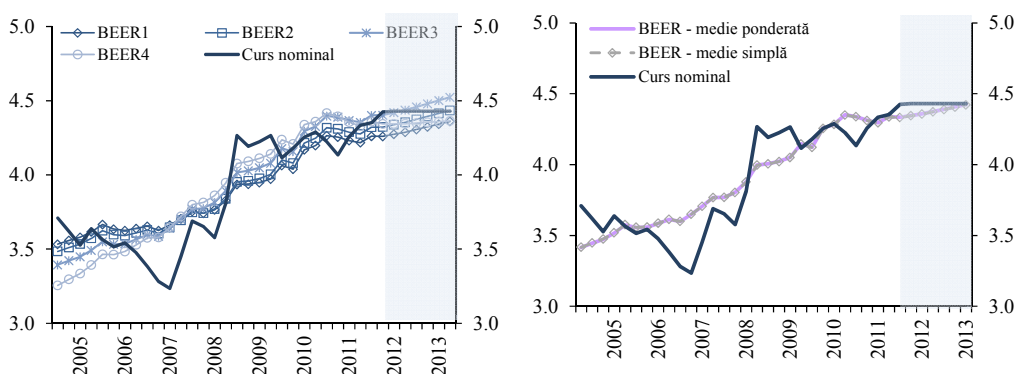 BEER1 BEER2 BEER3
BEER4 Curs nominal
5.0 5.0
4.5 4.5
4.0 4.0
3.5 3.5
3.0 3.0
2005 2006 2007 2008 2009 2010 2011 2012 2013
BEER - medie ponderată
BEER - medie simplă
Curs nominal
5.0 5.0
4.5 4.5
4.0 4.0
3.5 3.5
3.0 3.0
2005 2006 2007 2008 2009 2010 2011 2012 2013